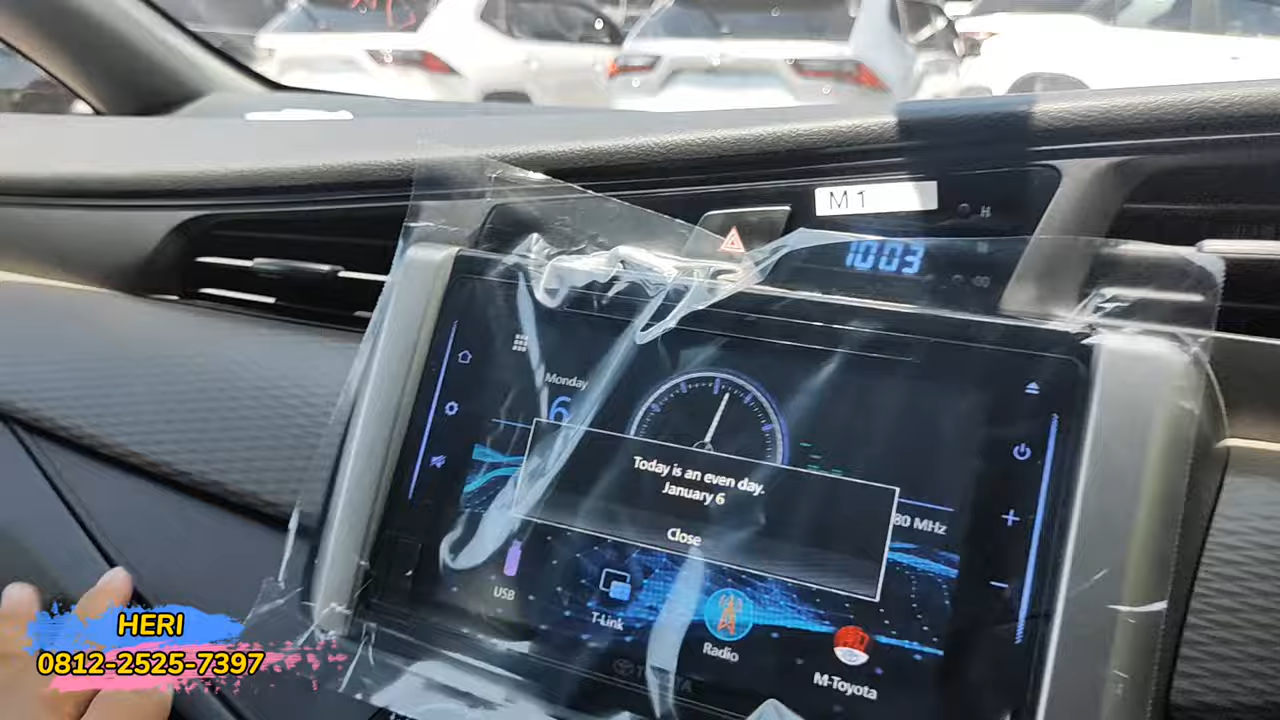 M1
H
10:03
Monday
6
Today is an even day.
January 6
Close
80 MHz
USB
T-Link
Radio
M-Toyota
TOYOTA
HERI
0812-2525-7397